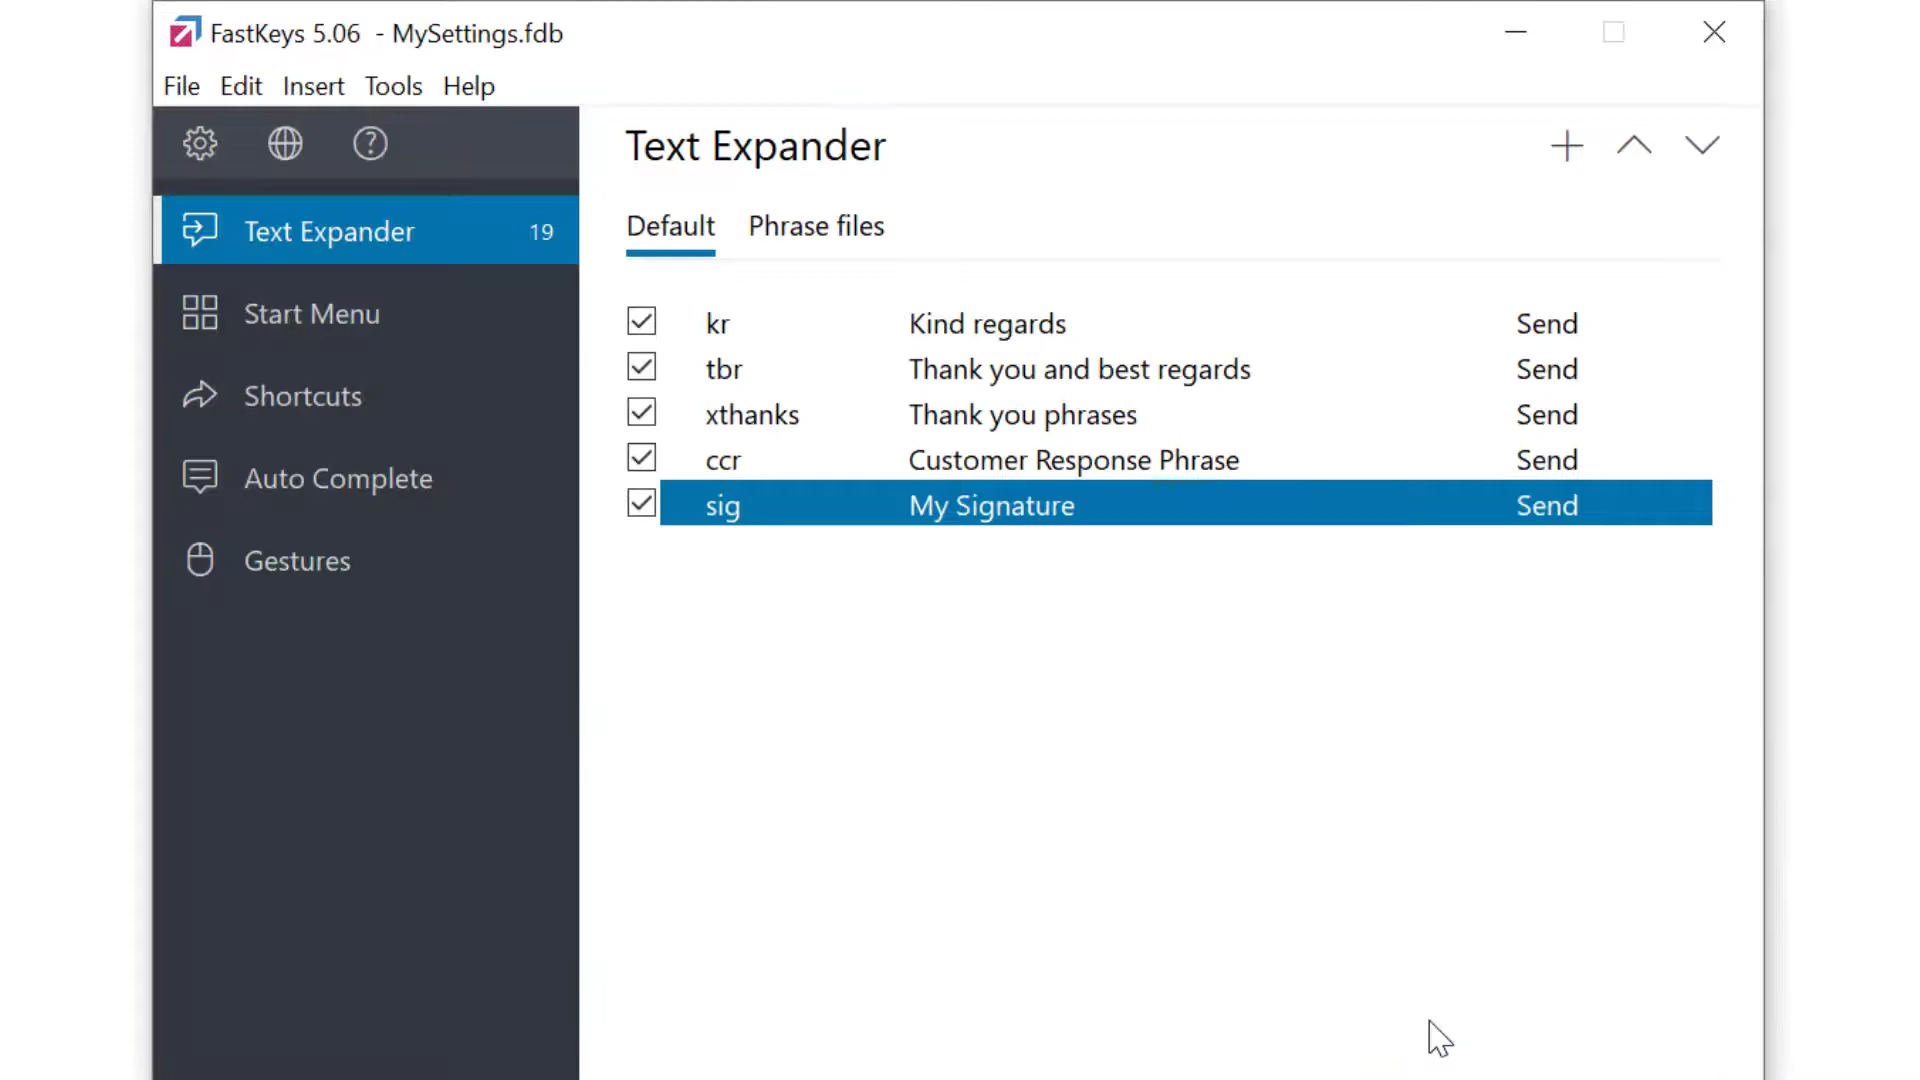 FastKeys 5.06 - MySettings.fdb
File Edit Insert Tools Help
Text Expander 19
Start Menu
Shortcuts
Auto Complete
Gestures
Text Expander
Default Phrase files
kr Kind regards Send
tbr Thank you and best regards Send
xthanks Thank you phrases Send
ccr Customer Response Phrase Send
sig My Signature Send